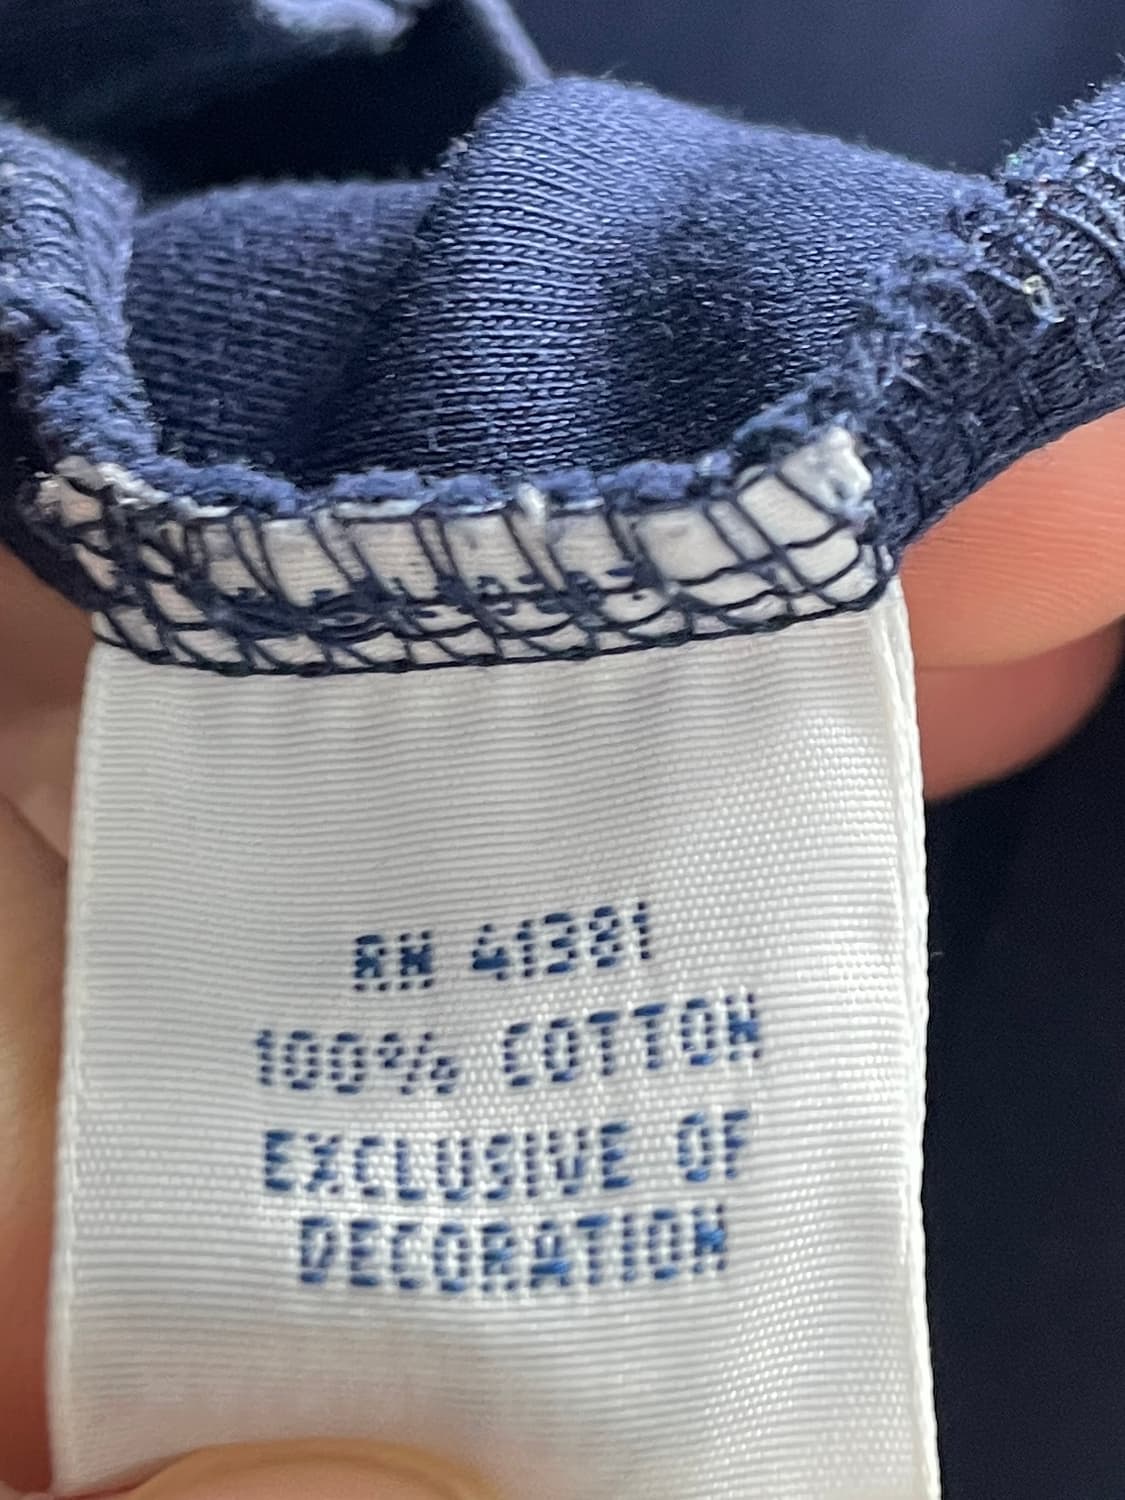 RN 41381
100% COTTON
EXCLUSIVE OF
DECORATION